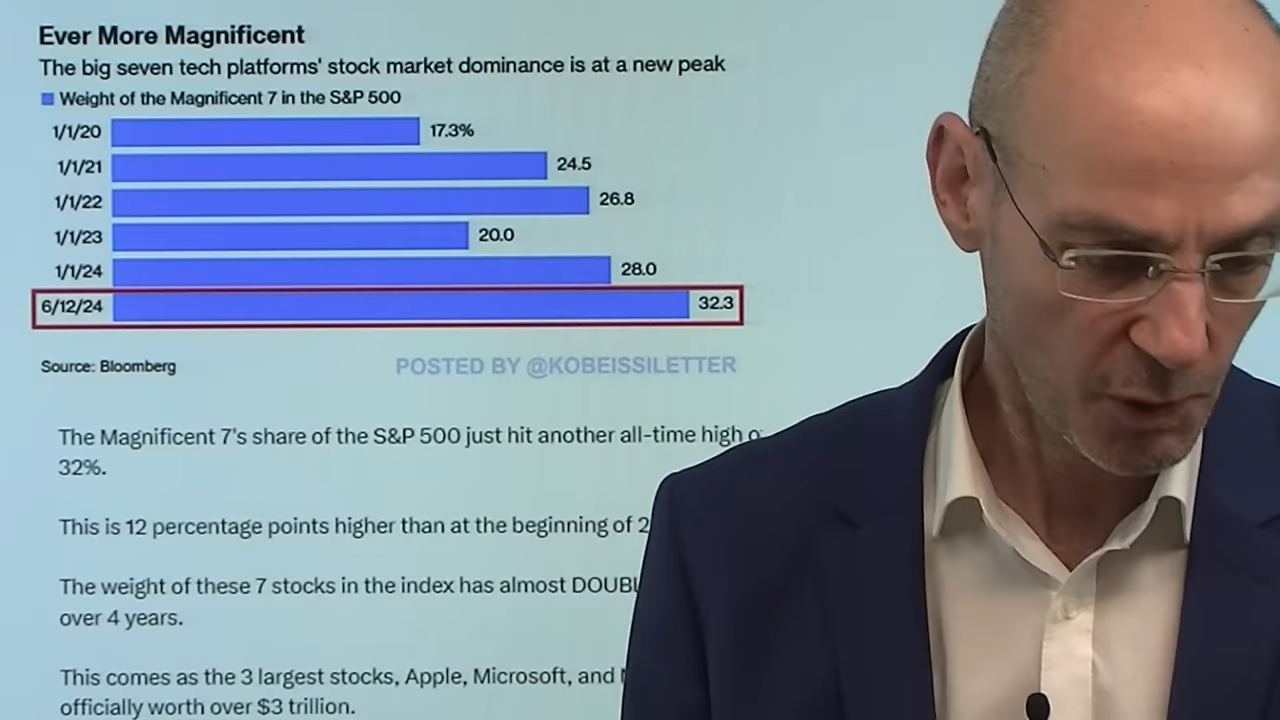 Ever More Magnificent
The big seven tech platforms' stock market dominance is at a new peak
Weight of the Magnificent 7 in the S&P 500
1/1/20 17.3%
1/1/21 24.5
1/1/22 26.8
1/1/23 20.0
1/1/24 28.0
6/12/24 32.3
Source: Bloomberg
POSTED BY @KOBEISSILETTER
The Magnificent 7's share of the S&P 500 just hit another all-time high
32%.
This is 12 percentage points higher than at the beginning of
The weight of these 7 stocks in the index has almost
over 4 years.
This comes as the 3 largest stocks, Apple, Microsoft, and
officially worth over $3 trillion.